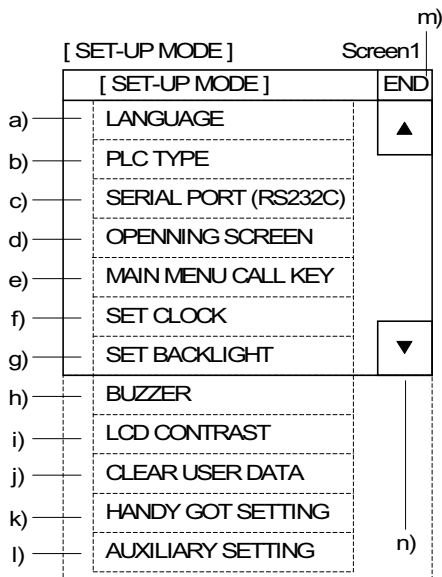 m)
[ SET-UP MODE ] Screen1
[ SET-UP MODE ] END
a) LANGUAGE ▲
b) PLC TYPE
c) SERIAL PORT (RS232C)
d) OPENNING SCREEN
e) MAIN MENU CALL KEY
f) SET CLOCK
g) SET BACKLIGHT ▼
h) BUZZER
i) LCD CONTRAST
j) CLEAR USER DATA
k) HANDY GOT SETTING
l) AUXILIARY SETTING
n)